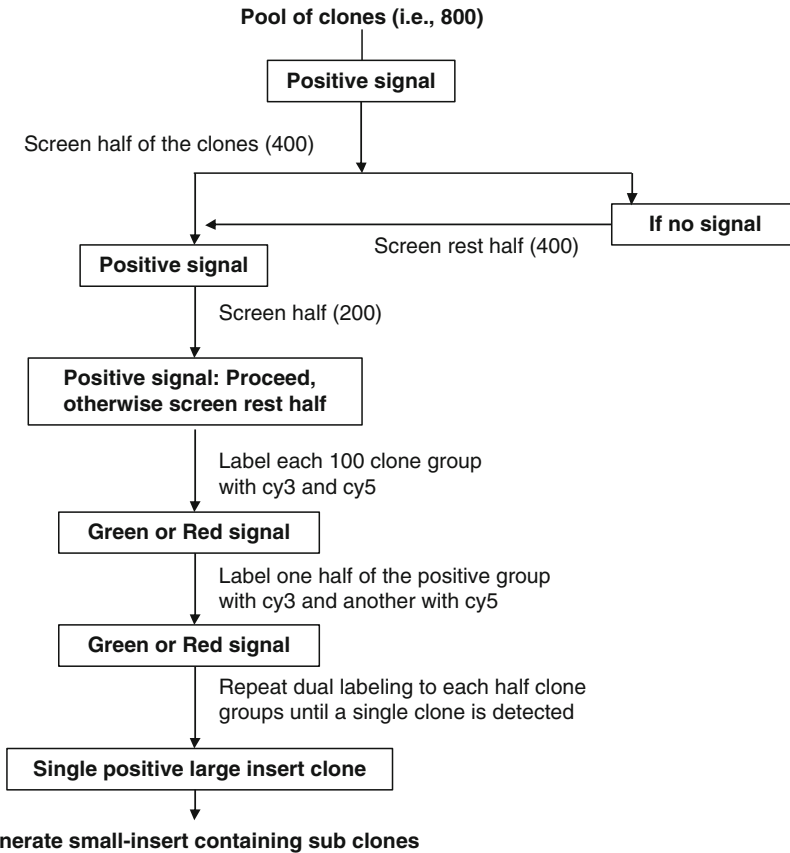 Pool of clones (i.e., 800)
Positive signal
Screen half of the clones (400)
If no signal
Screen rest half (400)
Positive signal
Screen half (200)
Positive signal: Proceed,
otherwise screen rest half
Label each 100 clone group
with cy3 and cy5
Green or Red signal
Label one half of the positive group
with cy3 and another with cy5
Green or Red signal
Repeat dual labeling to each half clone
groups until a single clone is detected
Single positive large insert clone
nerate small-insert containing sub clones